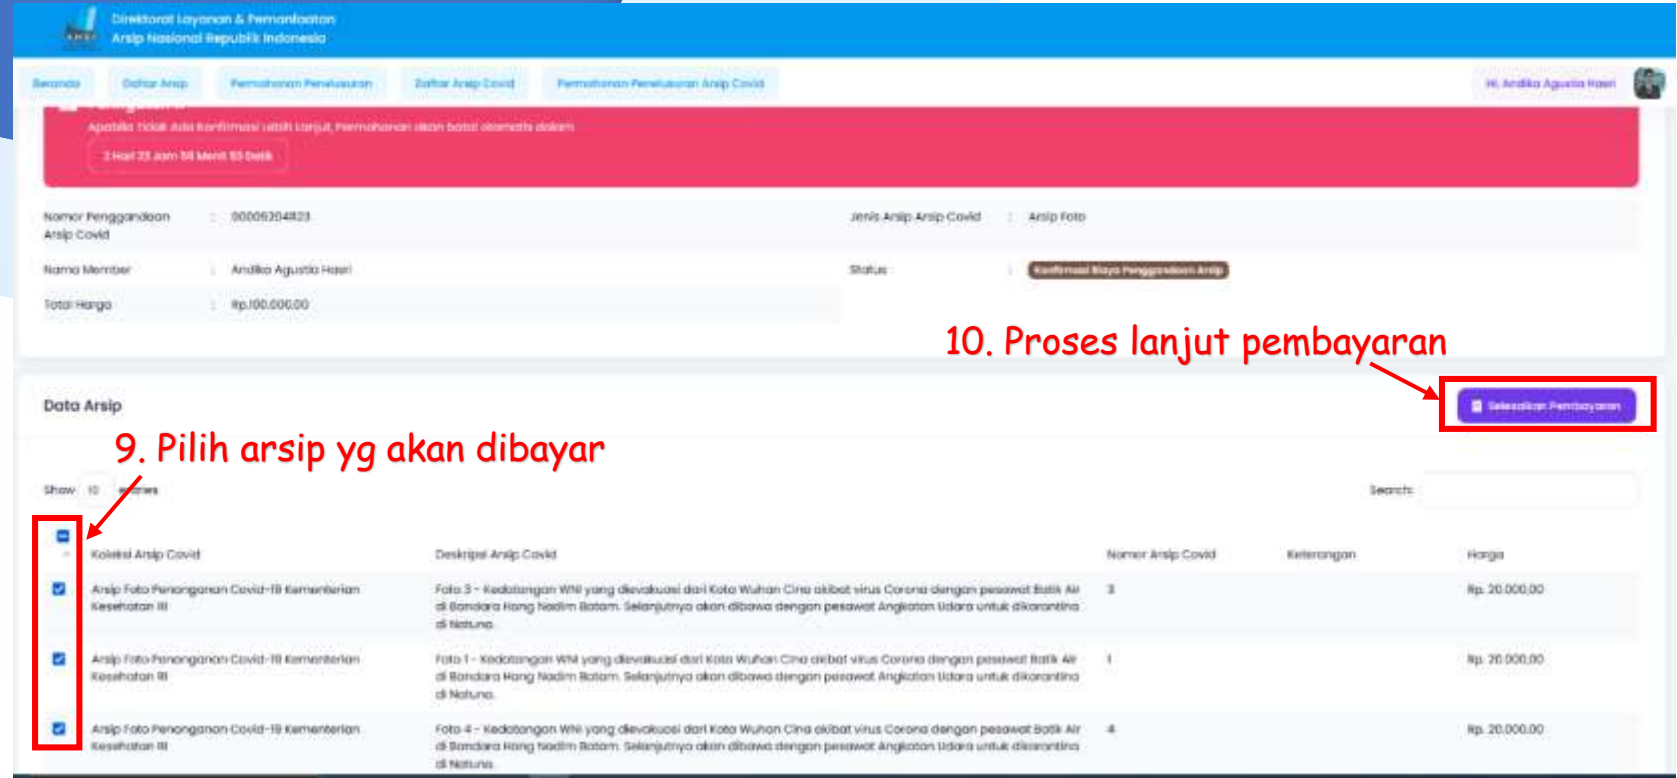 Direktorat Layanan & Pemanfaatan
Arsip Nasional Republik Indonesia
Beranda
Daftar Arsip
Permohonan Penelusuran
Daftar Arsip Covid
Permohonan Penelusuran Arsip Covid
Hi, Andika Agustia Hasri
Apabila Tidak Ada Konfirmasi Lebih Lanjut, Permohonan akan batal otomatis dalam
Nomor Penggandaan
Arsip Covid
:
Jenis Arsip Arsip Covid
:
Arsip Foto
Nama Member
:
Andika Agustia Hasri
Status
:
Konfirmasi Biaya Penggandaan Arsip
Total Harga
:
Rp.100.000,00
10. Proses lanjut pembayaran
Data Arsip
Selesaikan Pembayaran
9. Pilih arsip yg akan dibayar
Show 10 entries
Search:
Koleksi Arsip Covid
Deskripsi Arsip Covid
Nomor Arsip Covid
Keterangan
Harga
Arsip Foto Penanganan Covid-19 Kementerian
Kesehatan RI
Foto 3 - Kedatangan WNI yang dievakuasi dari Kota Wuhan Cina akibat virus Corona dengan pesawat Batik Air
di Bandara Hang Nadim Batam. Selanjutnya akan dibawa dengan pesawat Angkatan Udara untuk dikarantina
di Natuna.
3
Rp. 20.000,00
Arsip Foto Penanganan Covid-19 Kementerian
Kesehatan RI
Foto 1 - Kedatangan WNI yang dievakuasi dari Kota Wuhan Cina akibat virus Corona dengan pesawat Batik Air
di Bandara Hang Nadim Batam. Selanjutnya akan dibawa dengan pesawat Angkatan Udara untuk dikarantina
di Natuna.
1
Rp. 20.000,00
Arsip Foto Penanganan Covid-19 Kementerian
Kesehatan RI
Foto 4 - Kedatangan WNI yang dievakuasi dari Kota Wuhan Cina akibat virus Corona dengan pesawat Batik Air
di Bandara Hang Nadim Batam. Selanjutnya akan dibawa dengan pesawat Angkatan Udara untuk dikarantina
di Natuna.
4
Rp. 20.000,00